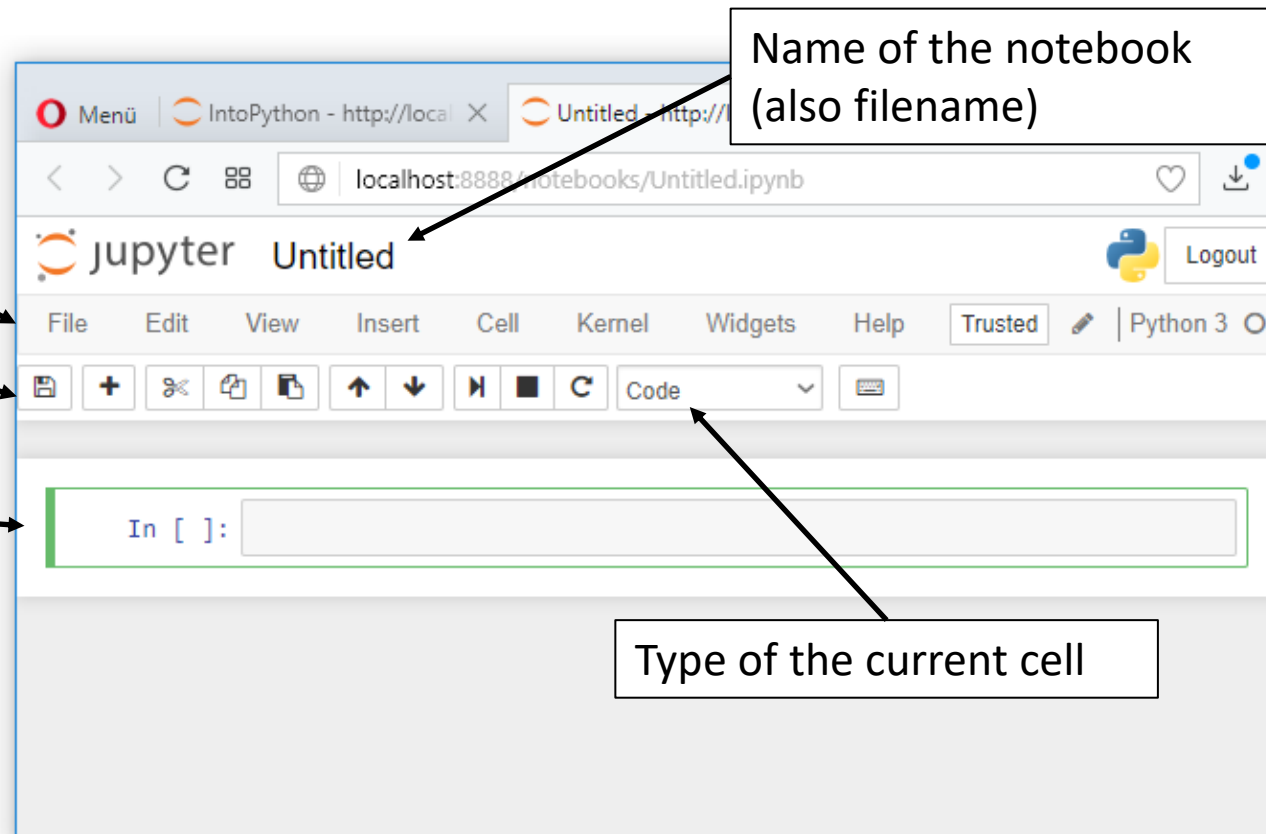 Name of the notebook
(also filename)
Menü IntoPython - http://local Untitled - http://
localhost:8888/notebooks/Untitled.ipynb
jupyter Untitled Logout
File Edit View Insert Cell Kernel Widgets Help Trusted Python 3
Code
In [ ]:
Type of the current cell